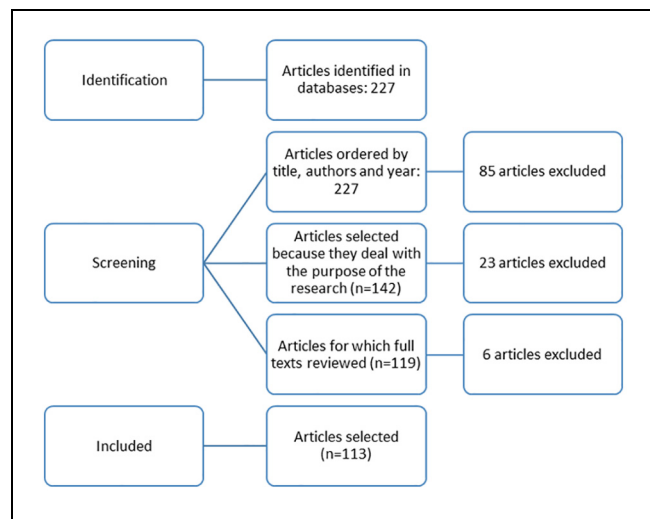 Identification
Articles identified in
databases: 227
Articles ordered by
title, authors and year:
227
85 articles excluded
Screening
Articles selected
because they deal with
the purpose of the
research (n=142)
23 articles excluded
Articles for which full
texts reviewed (n=119)
6 articles excluded
Included
Articles selected
(n=113)